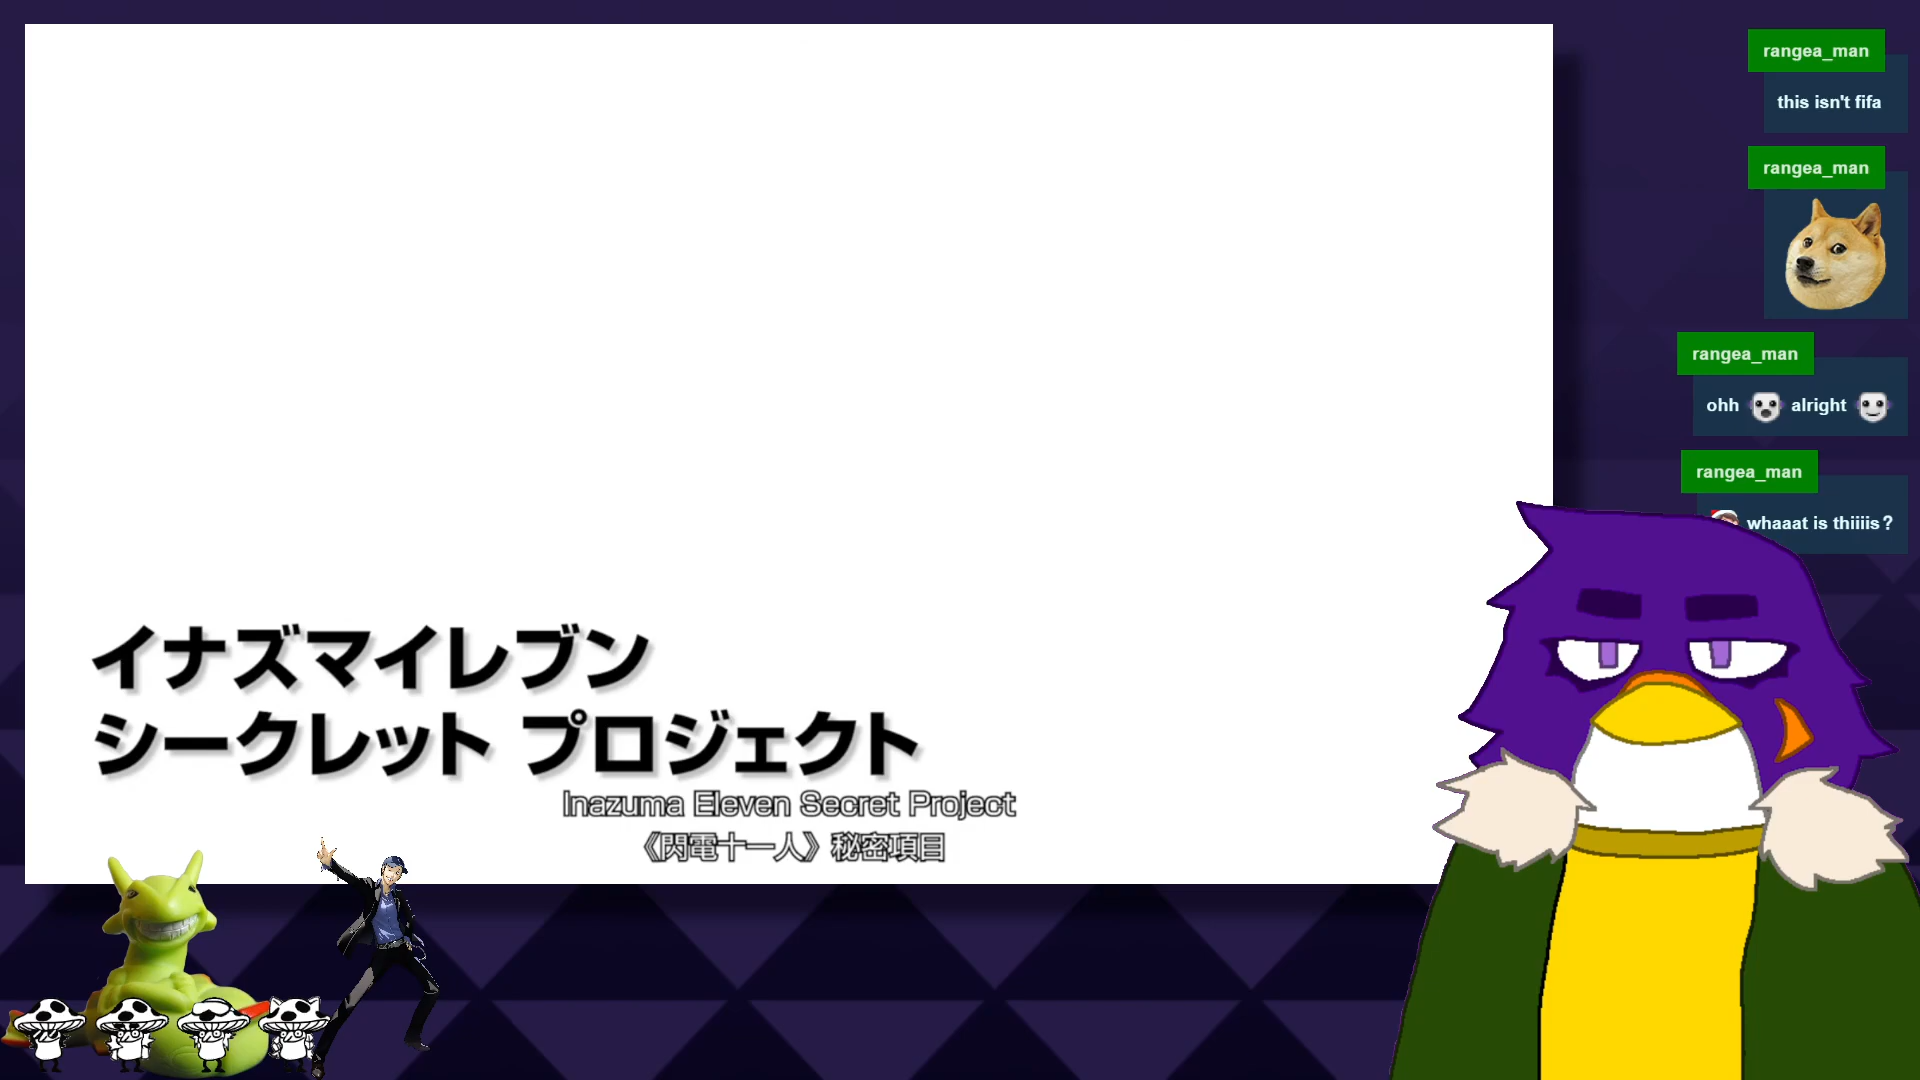 イナズマイレブン
シークレット プロジェクト
Inazuma Eleven Secret Project
《閃電十一人》秘密項目
rangea_man
this isn't fifa
rangea_man
rangea_man
ohh alright
rangea_man
whaaat is thiiiis?